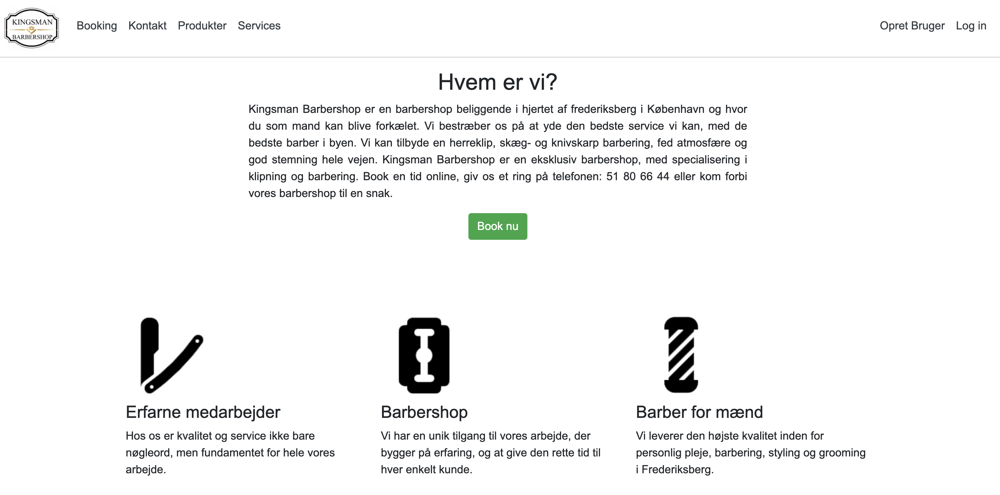 KINGSMAN
BARBERSHOP
Booking Kontakt Produkter Services Opret Bruger Log in
Hvem er vi?
Kingsman Barbershop er en barbershop beliggende i hjertet af frederiksberg i København og hvor
du som mand kan blive forkælet. Vi bestræber os på at yde den bedste service vi kan, med de
bedste barber i byen. Vi kan tilbyde en herreklip, skæg- og knivskarp barbering, fed atmosfære og
god stemning hele vejen. Kingsman Barbershop er en eksklusiv barbershop, med specialisering i
klipning og barbering. Book en tid online, giv os et ring på telefonen: 51 80 66 44 eller kom forbi
vores barbershop til en snak.
Book nu
Erfarne medarbejder
Hos os er kvalitet og service ikke bare
nøgleord, men fundamentet for hele vores
arbejde.
Barbershop
Vi har en unik tilgang til vores arbejde, der
bygger på erfaring, og at give den rette tid til
hver enkelt kunde.
Barber for mænd
Vi leverer den højste kvalitet inden for
personlig pleje, barbering, styling og grooming
i Frederiksberg.